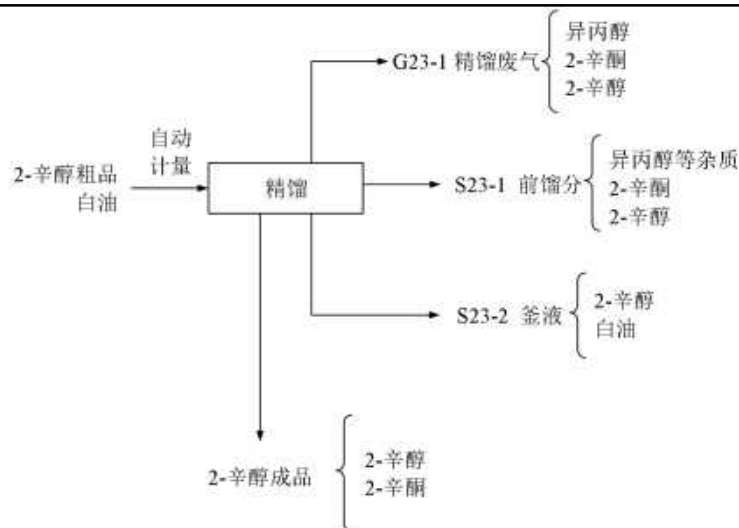 G23-1 精馏废气
异丙醇
2-辛酮
2-辛醇
自动
计量
2-辛醇粗品
白油
精馏
S23-1 前馏分
异丙醇等杂质
2-辛酮
2-辛醇
S23-2 釜液
2-辛醇
白油
2-辛醇成品
2-辛醇
2-辛酮